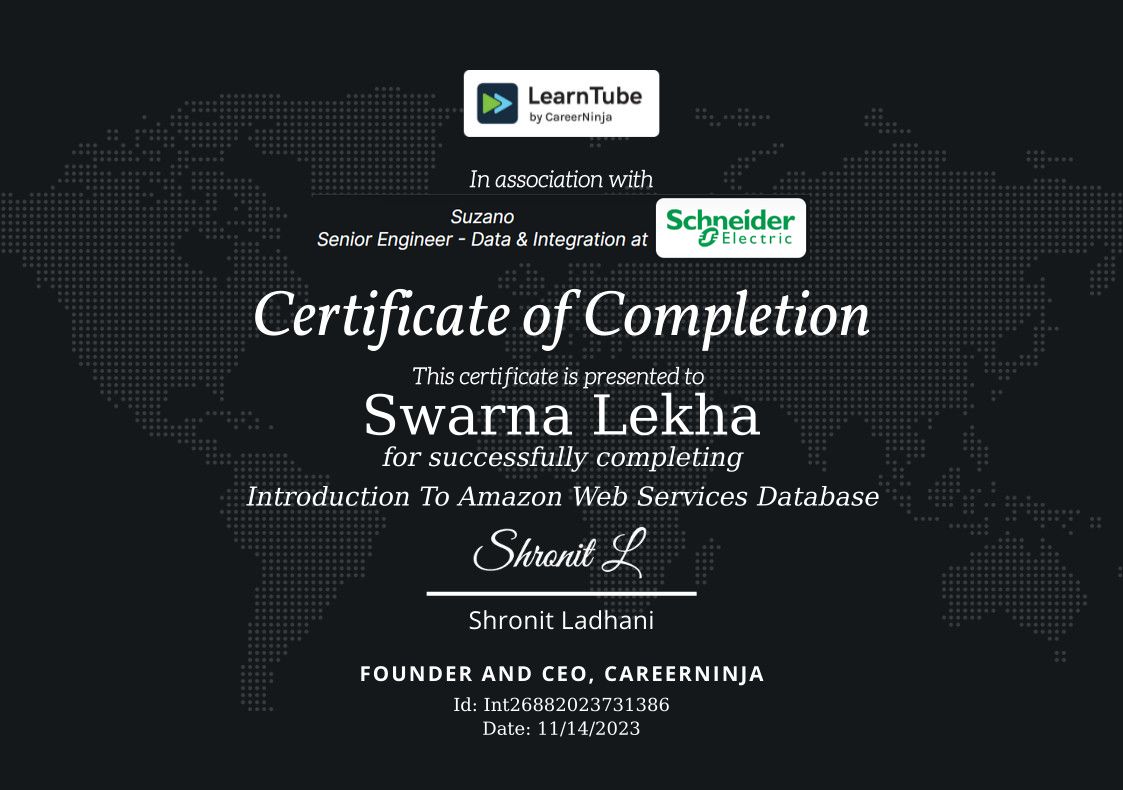 LearnTube
by CareerNinja
In association with
Suzano
Senior Engineer - Data & Integration at
Schneider
Electric
Certificate of Completion
This certificate is presented to
Swarna Lekha
for successfully completing
Introduction To Amazon Web Services Database
Shronit L
Shronit Ladhani
FOUNDER AND CEO, CAREERNINJA
Id: Int26882023731386
Date: 11/14/2023